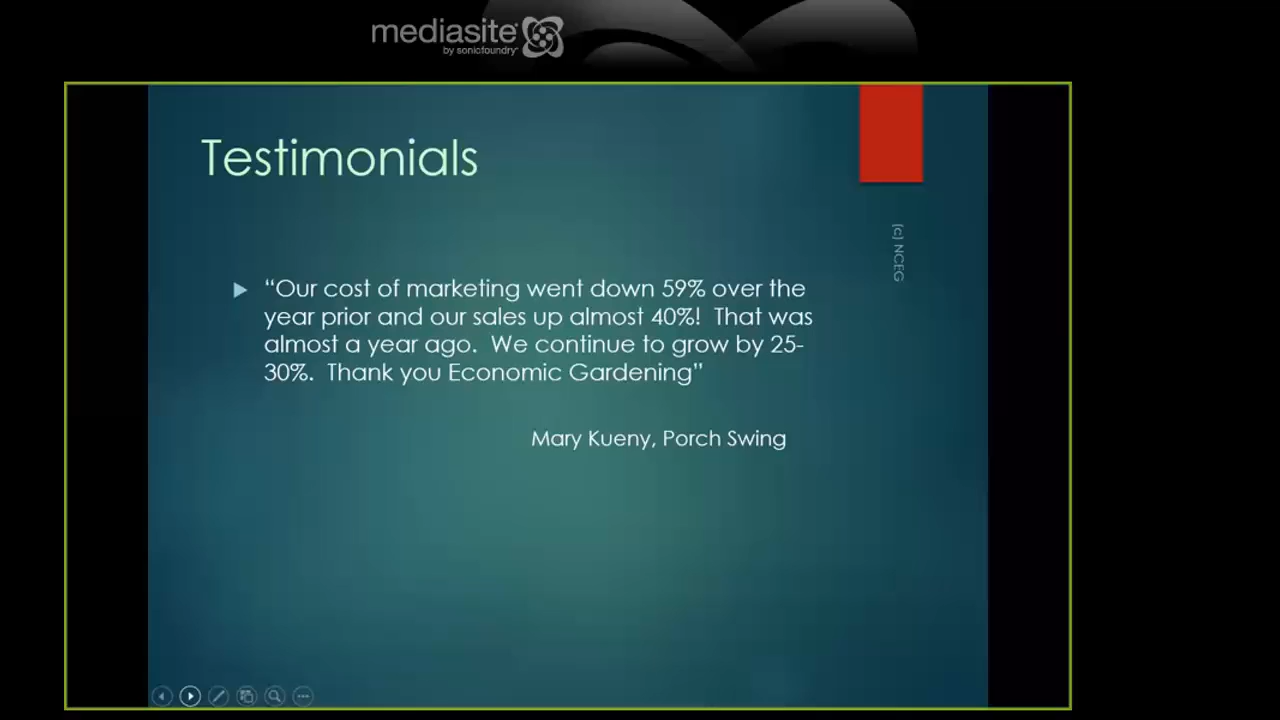 mediasite
by sonicfoundry
Testimonials
(c) NCEG
“Our cost of marketing went down 59% over the
year prior and our sales up almost 40%!  That was
almost a year ago.  We continue to grow by 25-
30%.  Thank you Economic Gardening”
Mary Kueny, Porch Swing